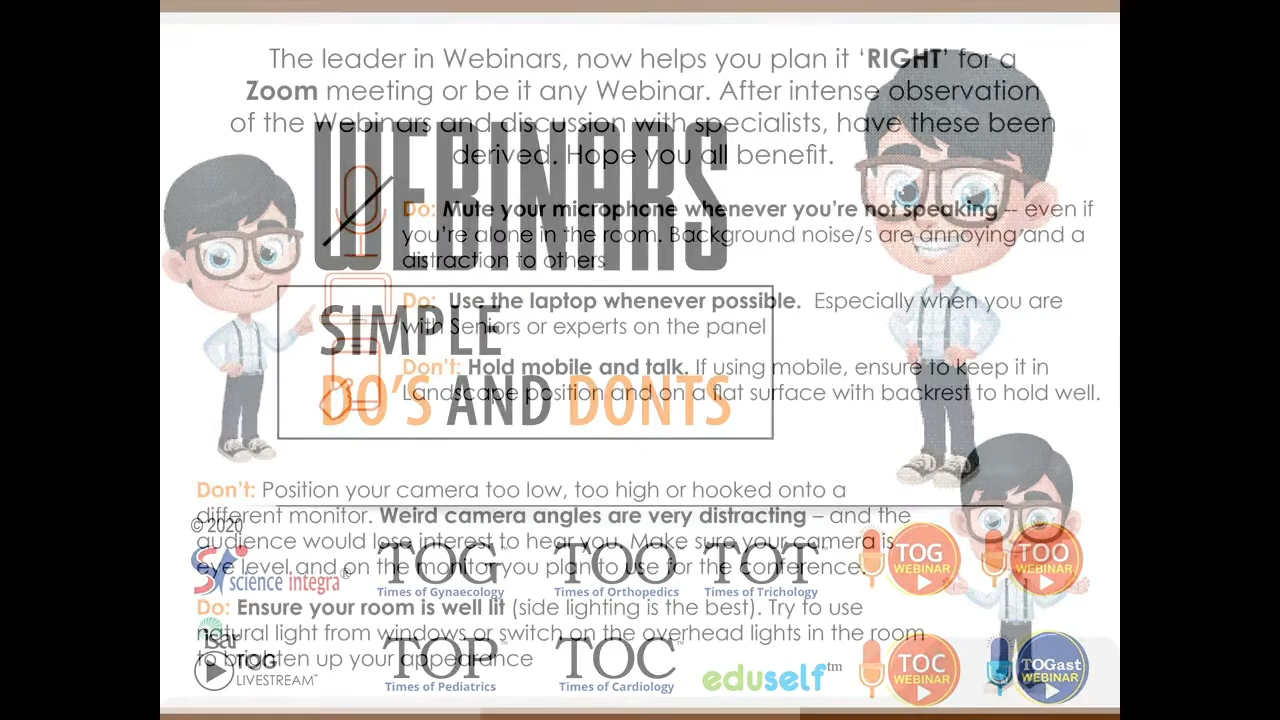 The leader in Webinars, now helps you plan it ‘RIGHT’ for a
Zoom meeting or be it any Webinar. After intense observation
of the Webinars and discussion with specialists, have these been
derived. Hope you all benefit.
WEBINARS
Do: Mute your microphone whenever you’re not speaking -- even if
you’re alone in the room. Background noise/s are annoying and a
distraction to others
Do: Use the laptop whenever possible. Especially when you are
with Seniors or experts on the panel
SIMPLE
Don’t: Hold mobile and talk. If using mobile, ensure to keep it in
Landscape position and on a flat surface with backrest to hold well.
DO’S AND DONTS
Don’t: Position your camera too low, too high or hooked onto a
different monitor. Weird camera angles are very distracting – and the
audience would lose interest to hear you. Make sure your camera is
eye level and on the monitor you plan to use for the conference.
© 2020
science integra®
TOG™
Times of Gynaecology
TOO™
Times of Orthopedics
TOT™
Times of Trichology
TOG
WEBINAR
TOO
WEBINAR
Do: Ensure your room is well lit (side lighting is the best). Try to use
natural light from windows or switch on the overhead lights in the room
to brighten up your appearance
TOG
LIVESTREAM™
TOP™
Times of Pediatrics
TOC™
Times of Cardiology
eduself™
TOC
WEBINAR
TOGast
WEBINAR